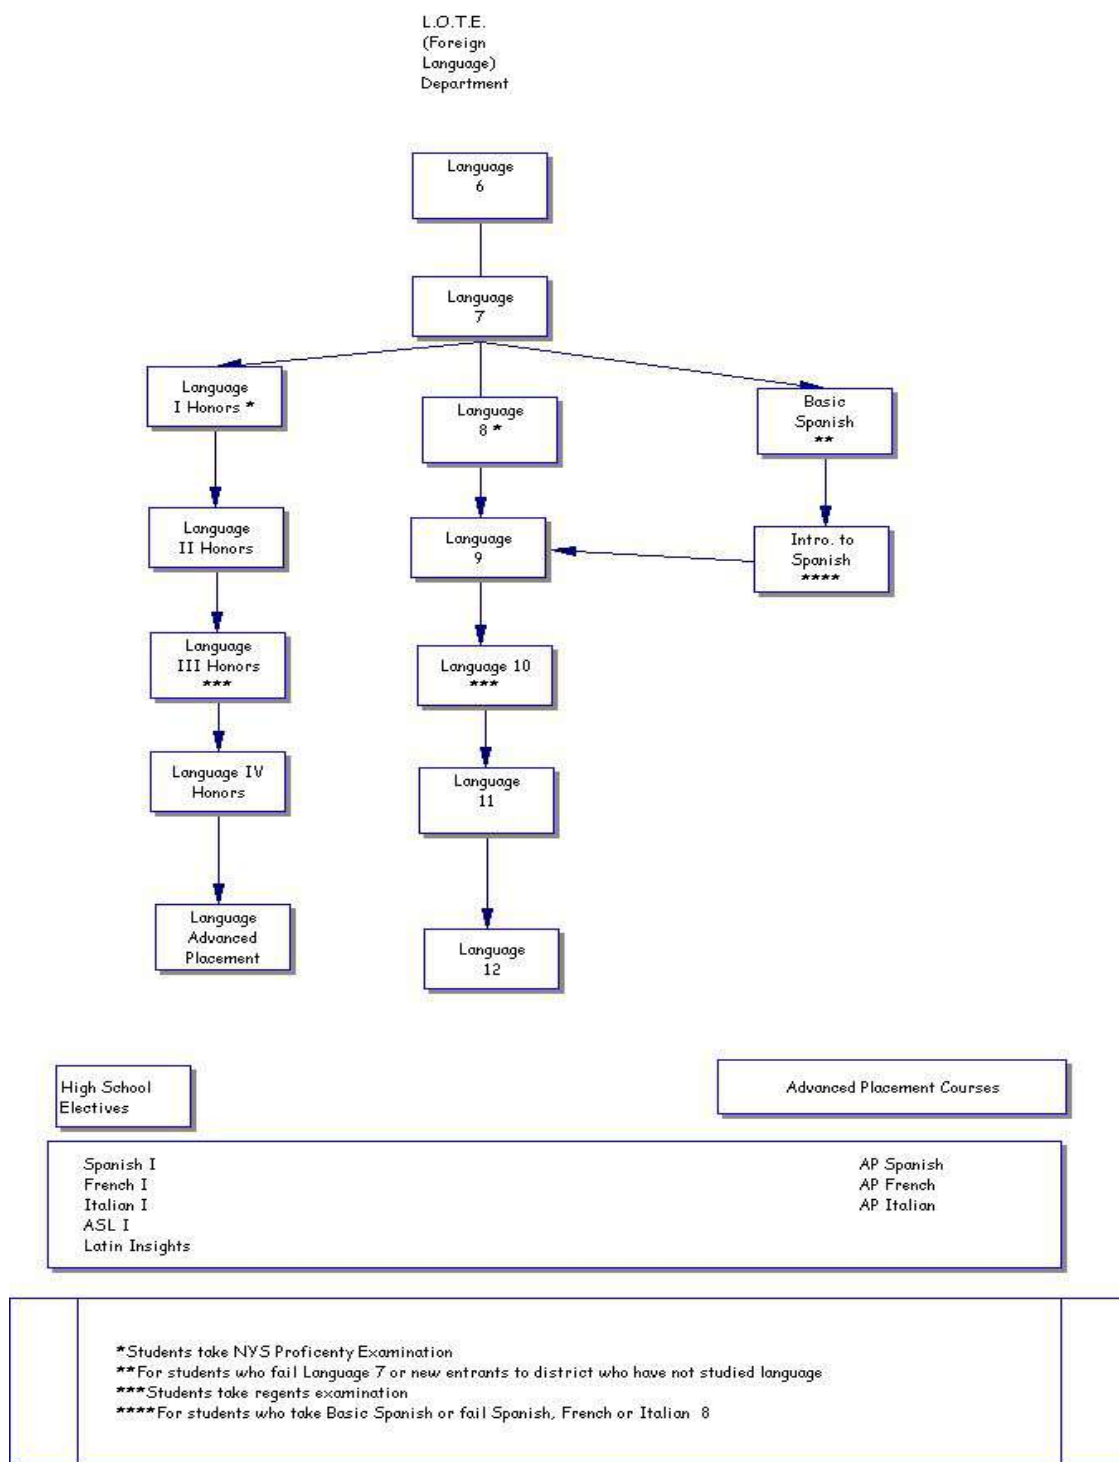 L.O.T.E.
(Foreign
Language)
Department
Language
6
Language
7
Language
I Honors *
Language
8 *
Basic
Spanish
**
Language
II Honors
Language
9
Intro. to
Spanish
****
Language
III Honors
***
Language 10
***
Language IV
Honors
Language
11
Language
Advanced
Placement
Language
12
High School
Electives
Advanced Placement Courses
Spanish I
French I
Italian I
ASL I
Latin Insights
AP Spanish
AP French
AP Italian
*Students take NYS Proficenty Examination
**For students who fail Language 7 or new entrants to district who have not studied language
***Students take regents examination
****For students who take Basic Spanish or fail Spanish, French or Italian 8